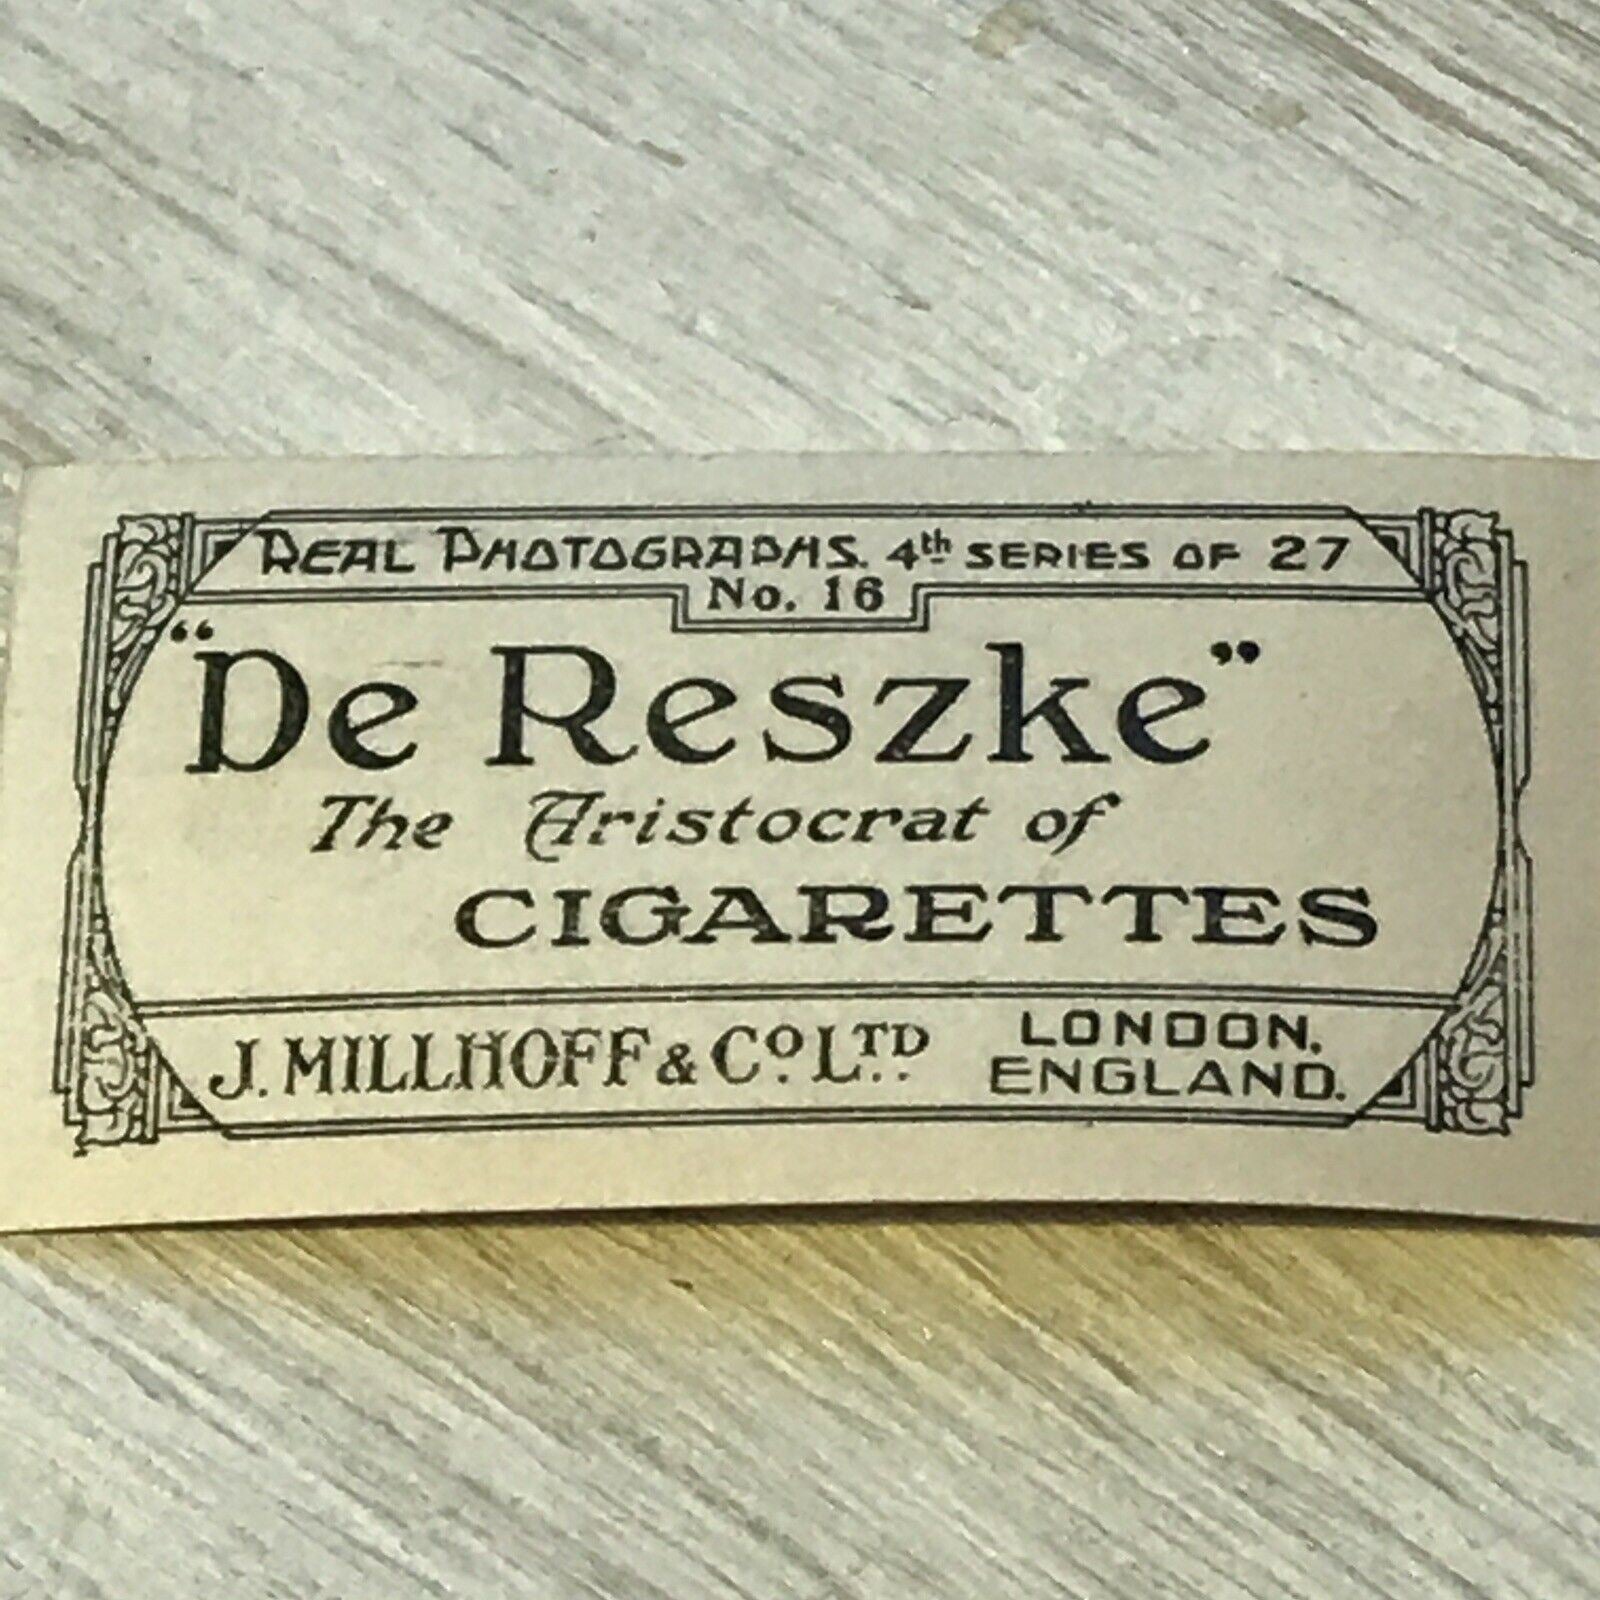 REAL PHOTOGRAPHS. 4th SERIES OF 27
No. 16
"De Reszke"
The Aristocrat of
CIGARETTES
J. MILLHOFF & Co. LTD. LONDON.
ENGLAND.